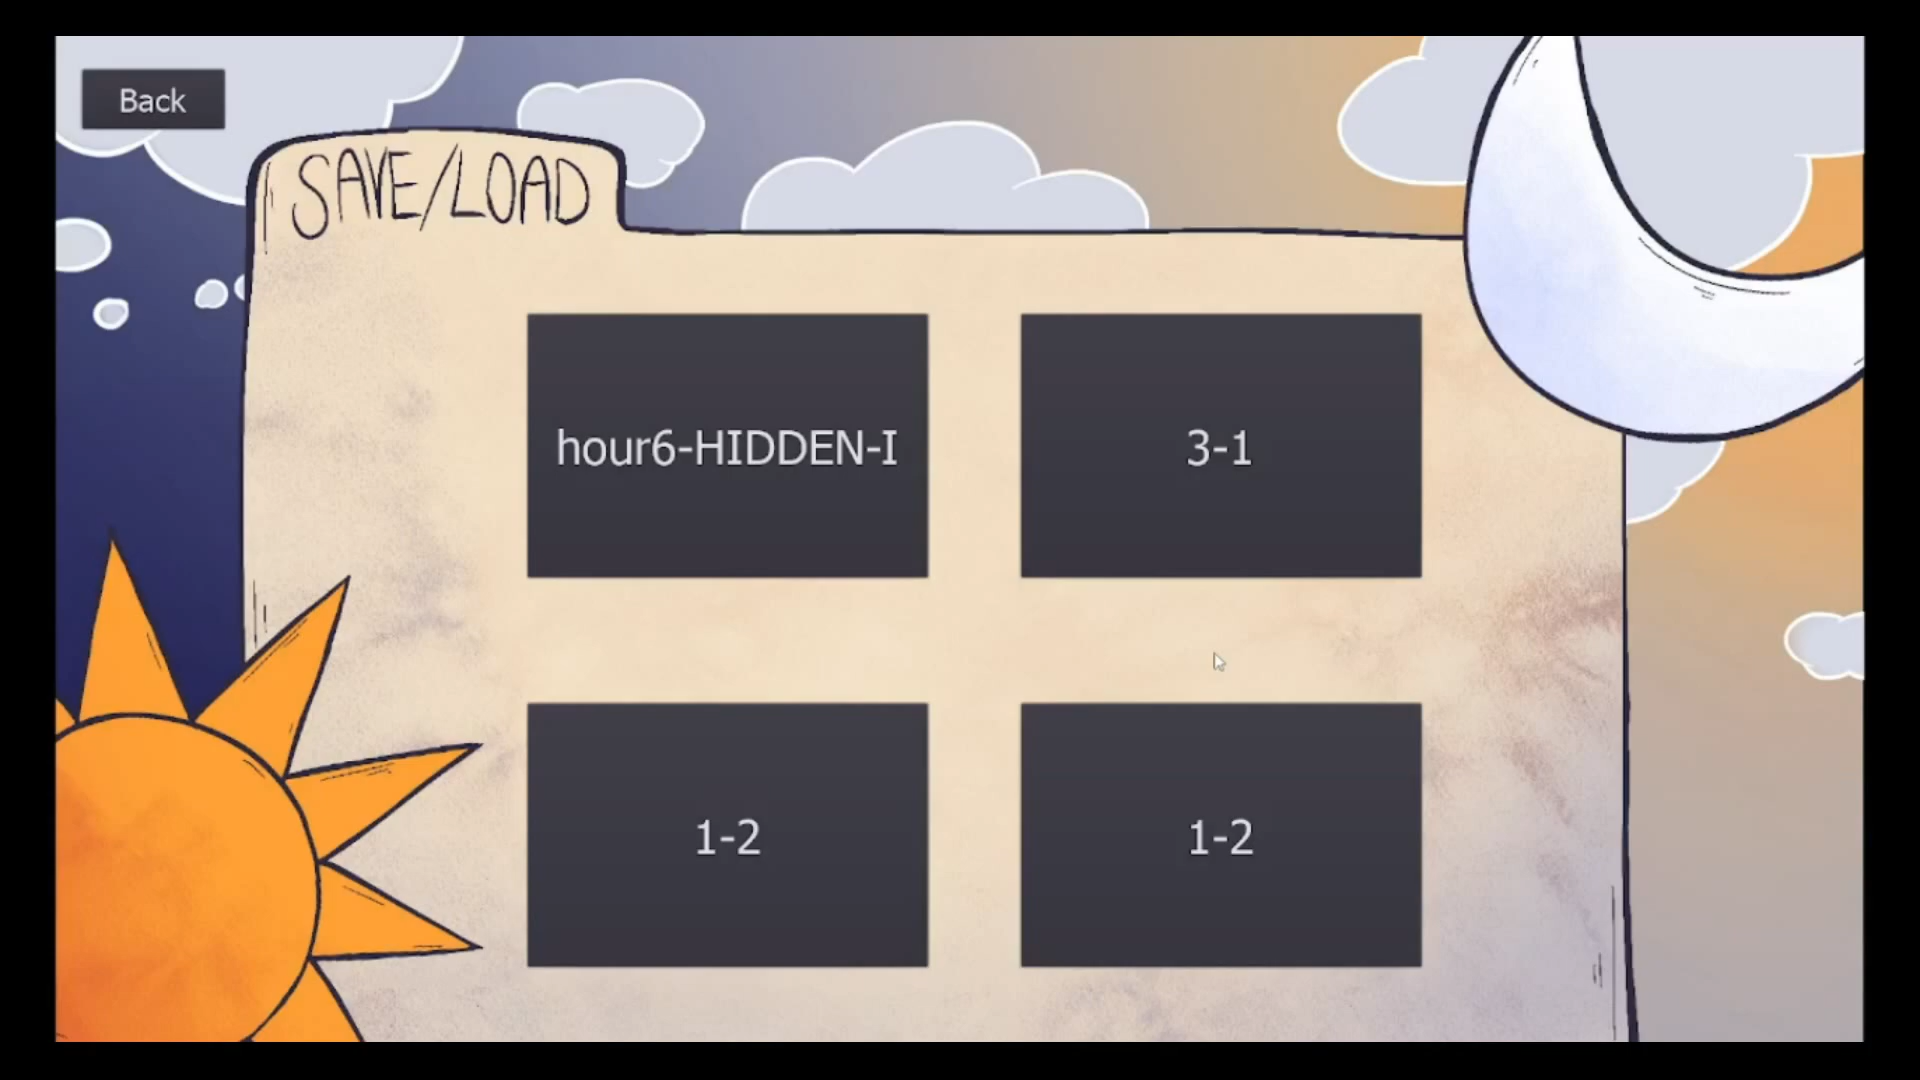 Back
SAVE/LOAD
hour6-HIDDEN-I
3-1
1-2
1-2